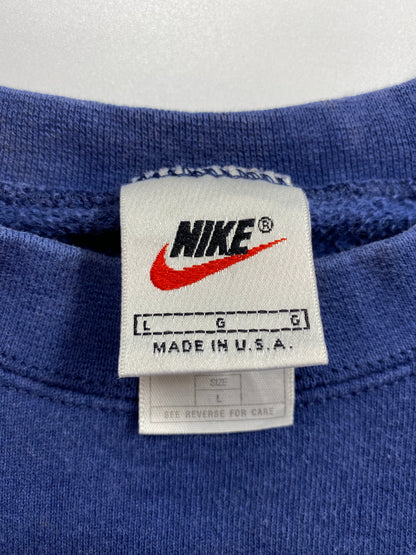 NIKE®
L G G
MADE IN U.S.A.
SIZE
L
SEE REVERSE FOR CARE